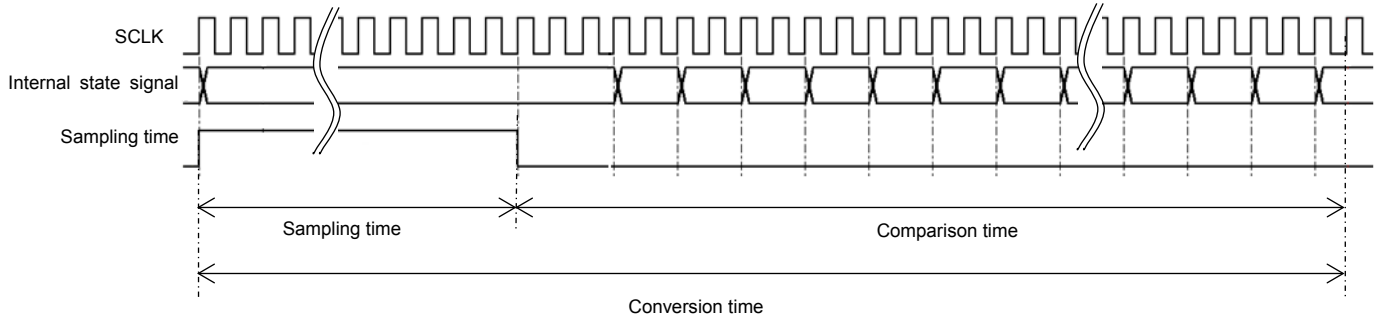 SCLK
Internal state signal
Sampling time
Sampling time
Comparison time
Conversion time